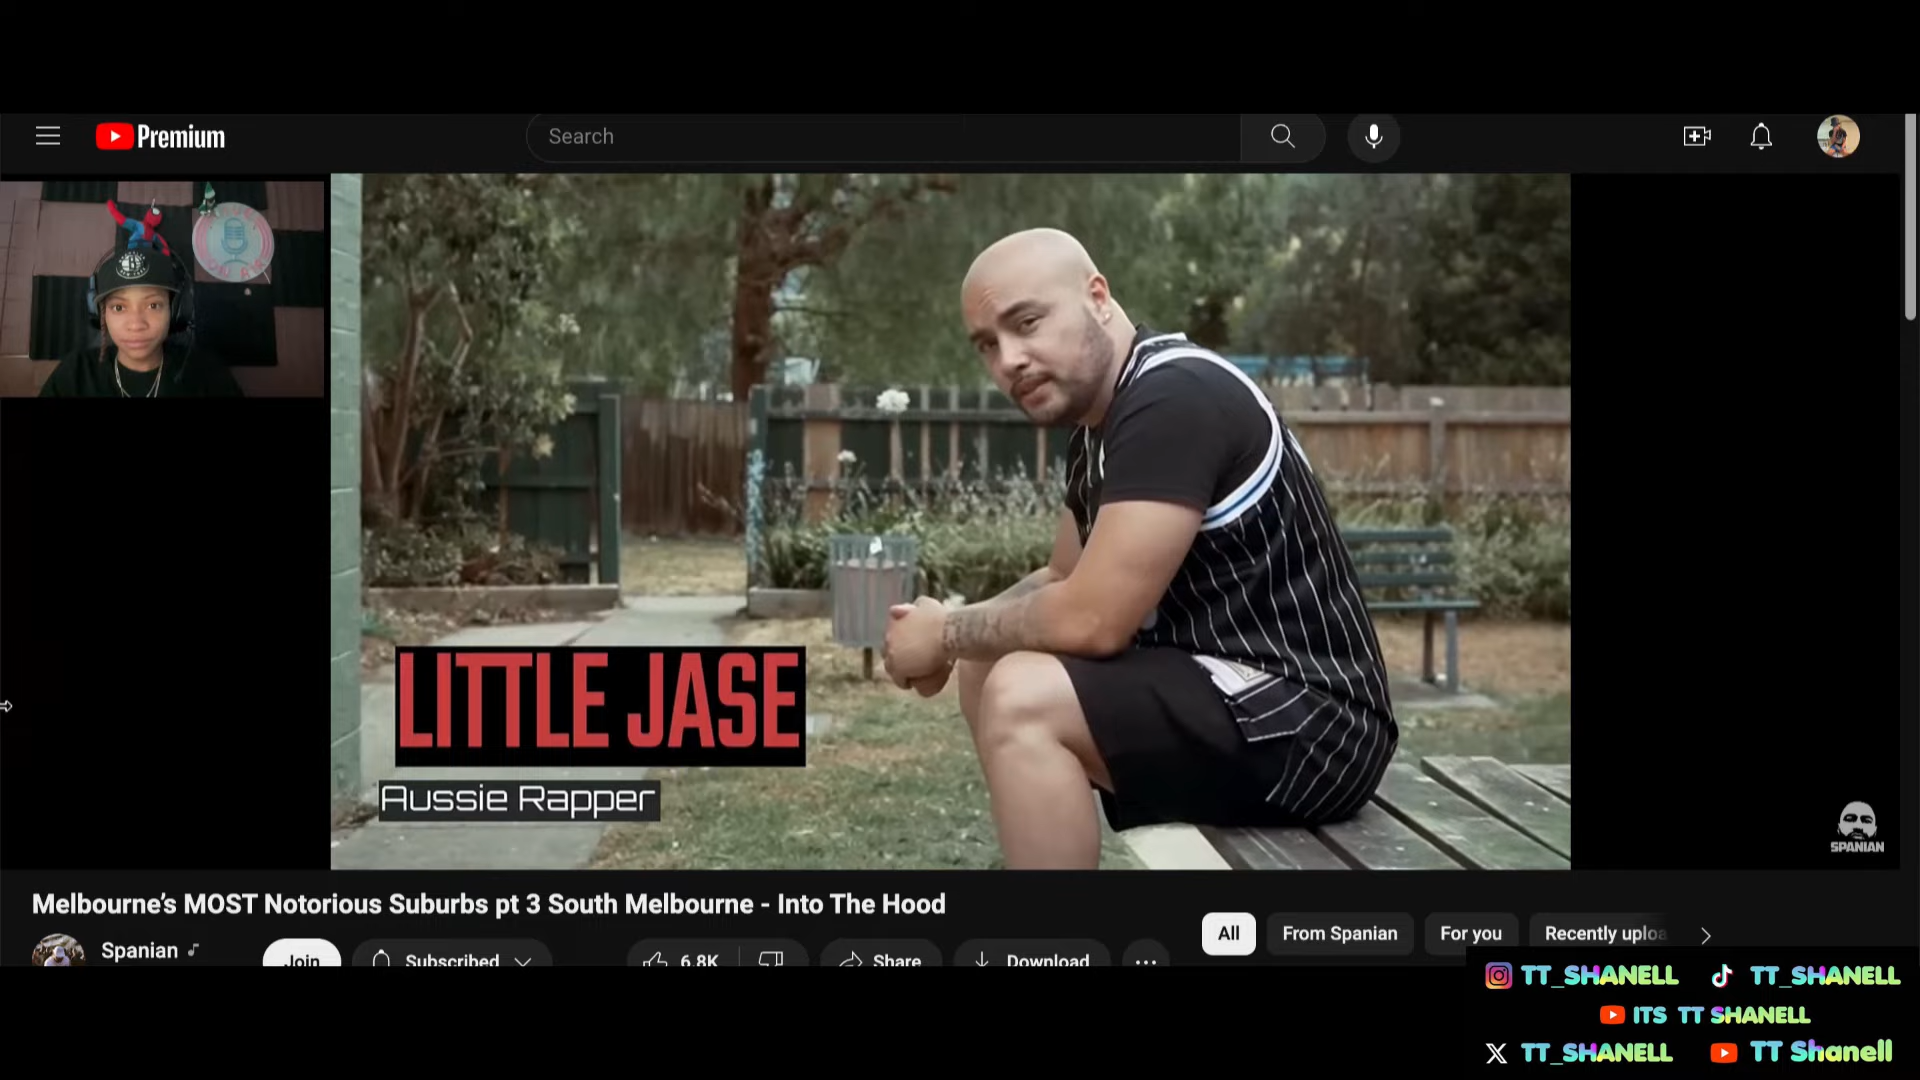 Premium
Search
LITTLE JASE
Aussie Rapper
SPANIAN
Melbourne's MOST Notorious Suburbs pt 3 South Melbourne - Into The Hood
Spanian
Join
Subscribed
6.8K
Share
Download
All
From Spanian
For you
Recently uploa
TT_SHANELL
TT_SHANELL
ITS TT SHANELL
TT_SHANELL
TT Shanell